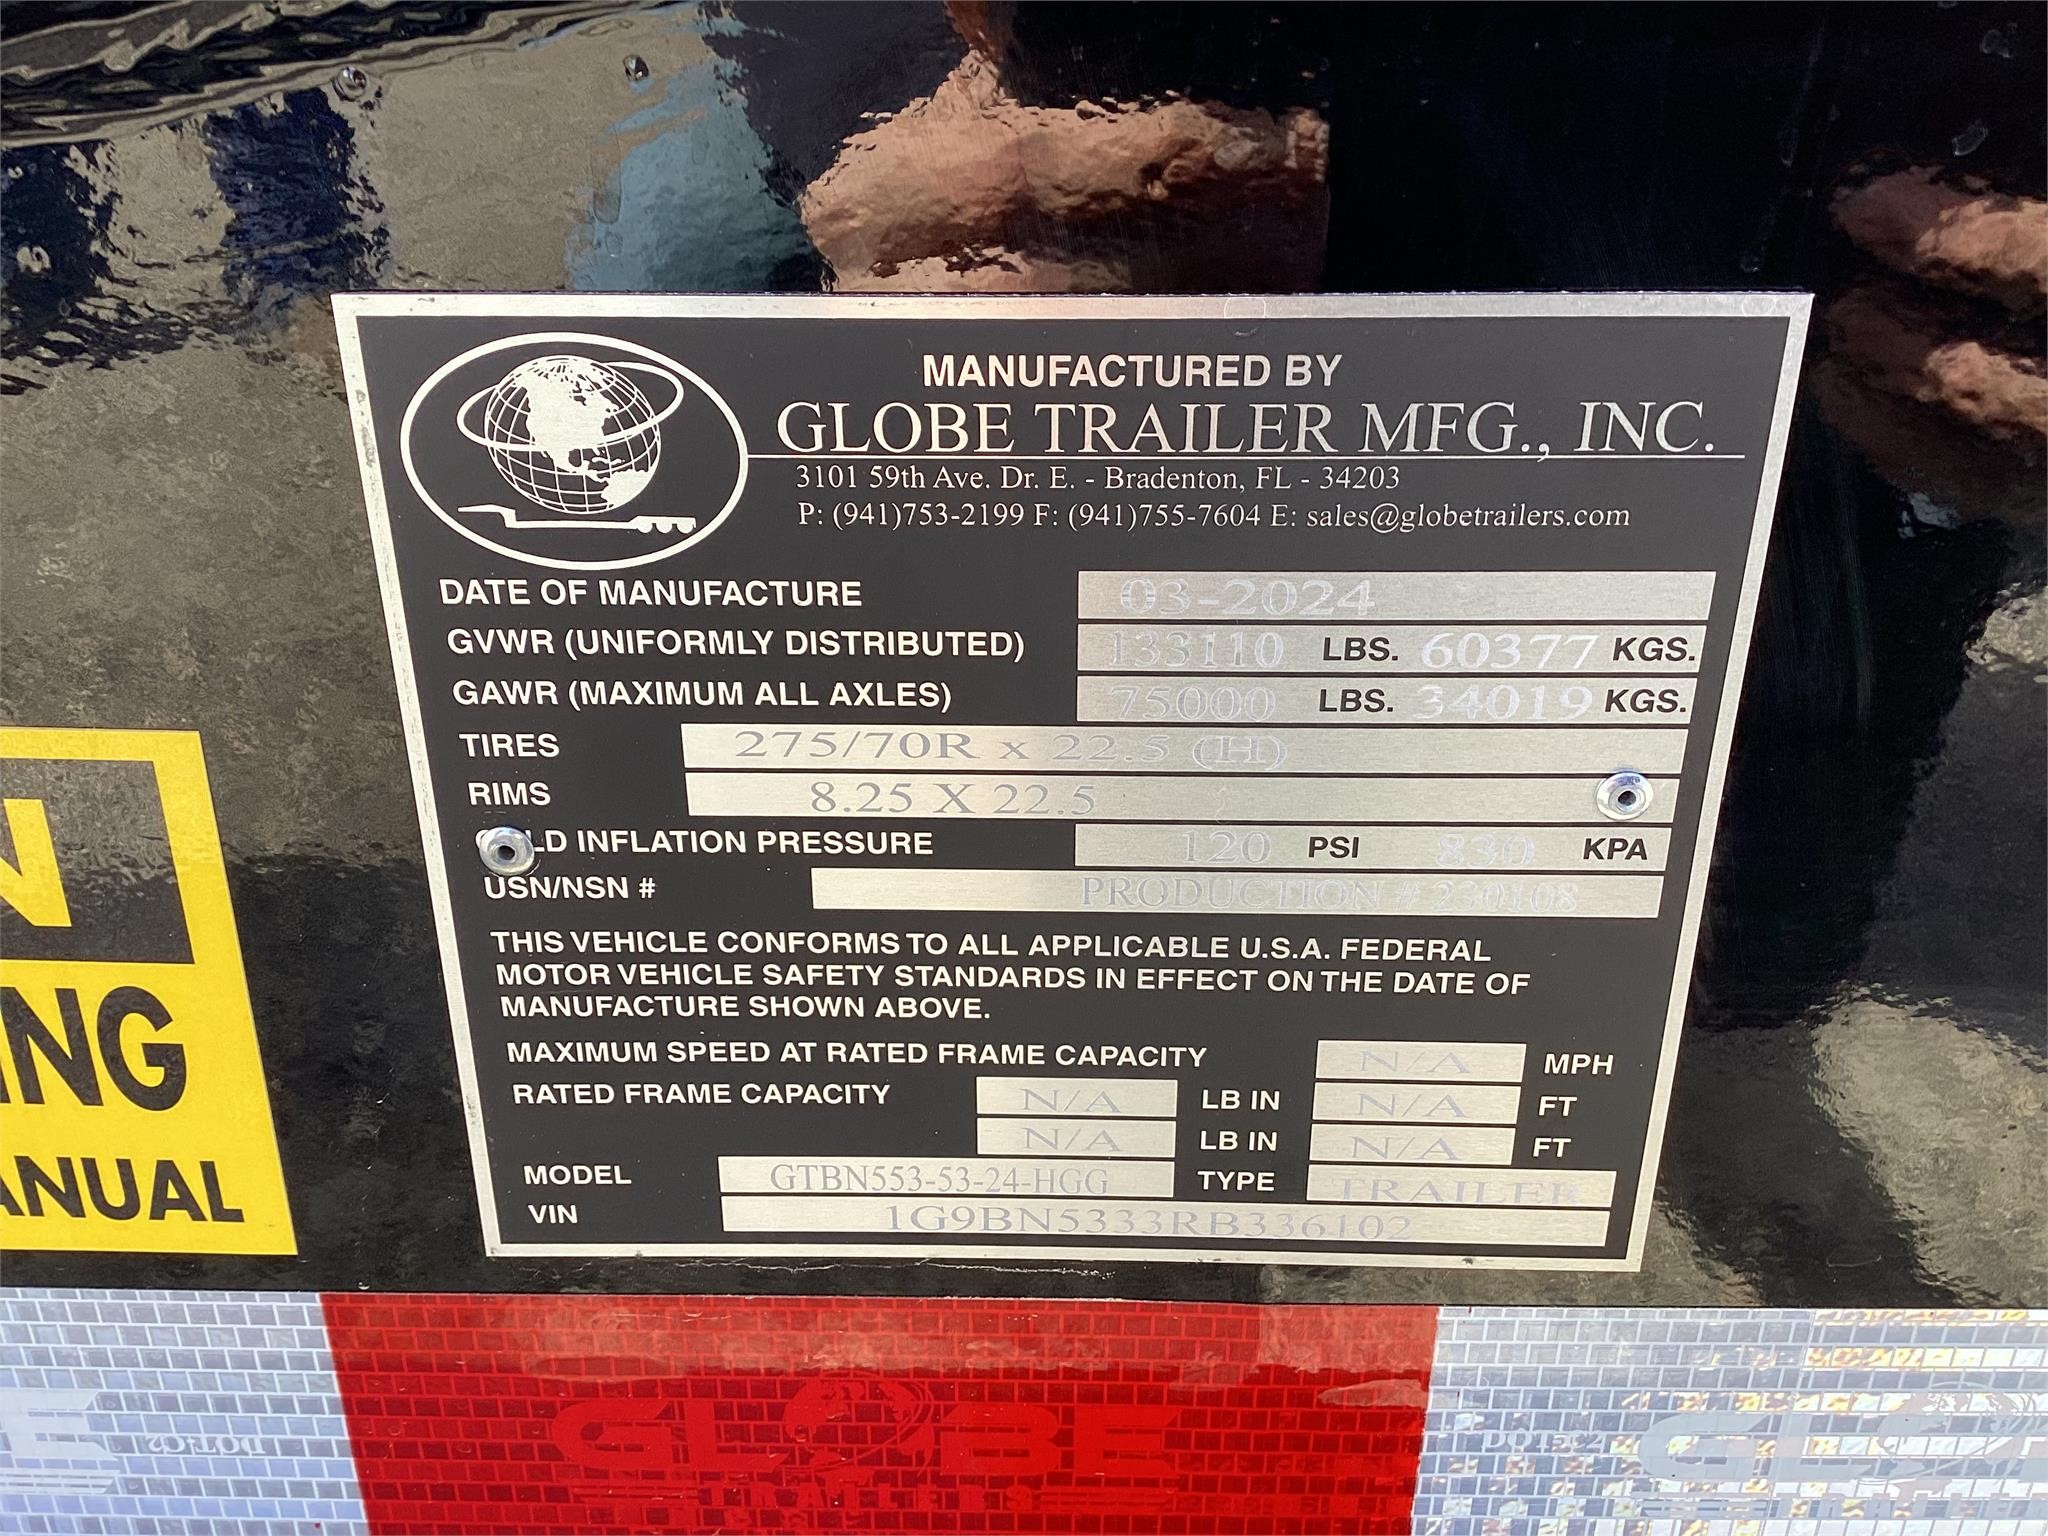 MANUFACTURED BY
GLOBE TRAILER MFG., INC.
3101 59th Ave. Dr. E. - Bradenton, FL - 34203
P: (941)753-2199 F: (941)755-7604 E: sales@globetrailers.com
DATE OF MANUFACTURE 03-2024
GVWR (UNIFORMLY DISTRIBUTED) 133110 LBS. 60377 KGS.
GAWR (MAXIMUM ALL AXLES) 75000 LBS. 34019 KGS.
TIRES 275/70R x 22.5 (H)
RIMS 8.25 X 22.5
LD INFLATION PRESSURE 120 PSI 830 KPA
USN/NSN # PRODUCTION # 230108
THIS VEHICLE CONFORMS TO ALL APPLICABLE U.S.A. FEDERAL
MOTOR VEHICLE SAFETY STANDARDS IN EFFECT ON THE DATE OF
MANUFACTURE SHOWN ABOVE.
MAXIMUM SPEED AT RATED FRAME CAPACITY N/A MPH
RATED FRAME CAPACITY N/A LB IN N/A FT
N/A LB IN N/A FT
MODEL GTBN553-53-24-HGG TYPE TRAILER
VIN 1G9BN5333RB336102
N
ING
ANUAL
GLOBE
TRAILERS
DOT-C2